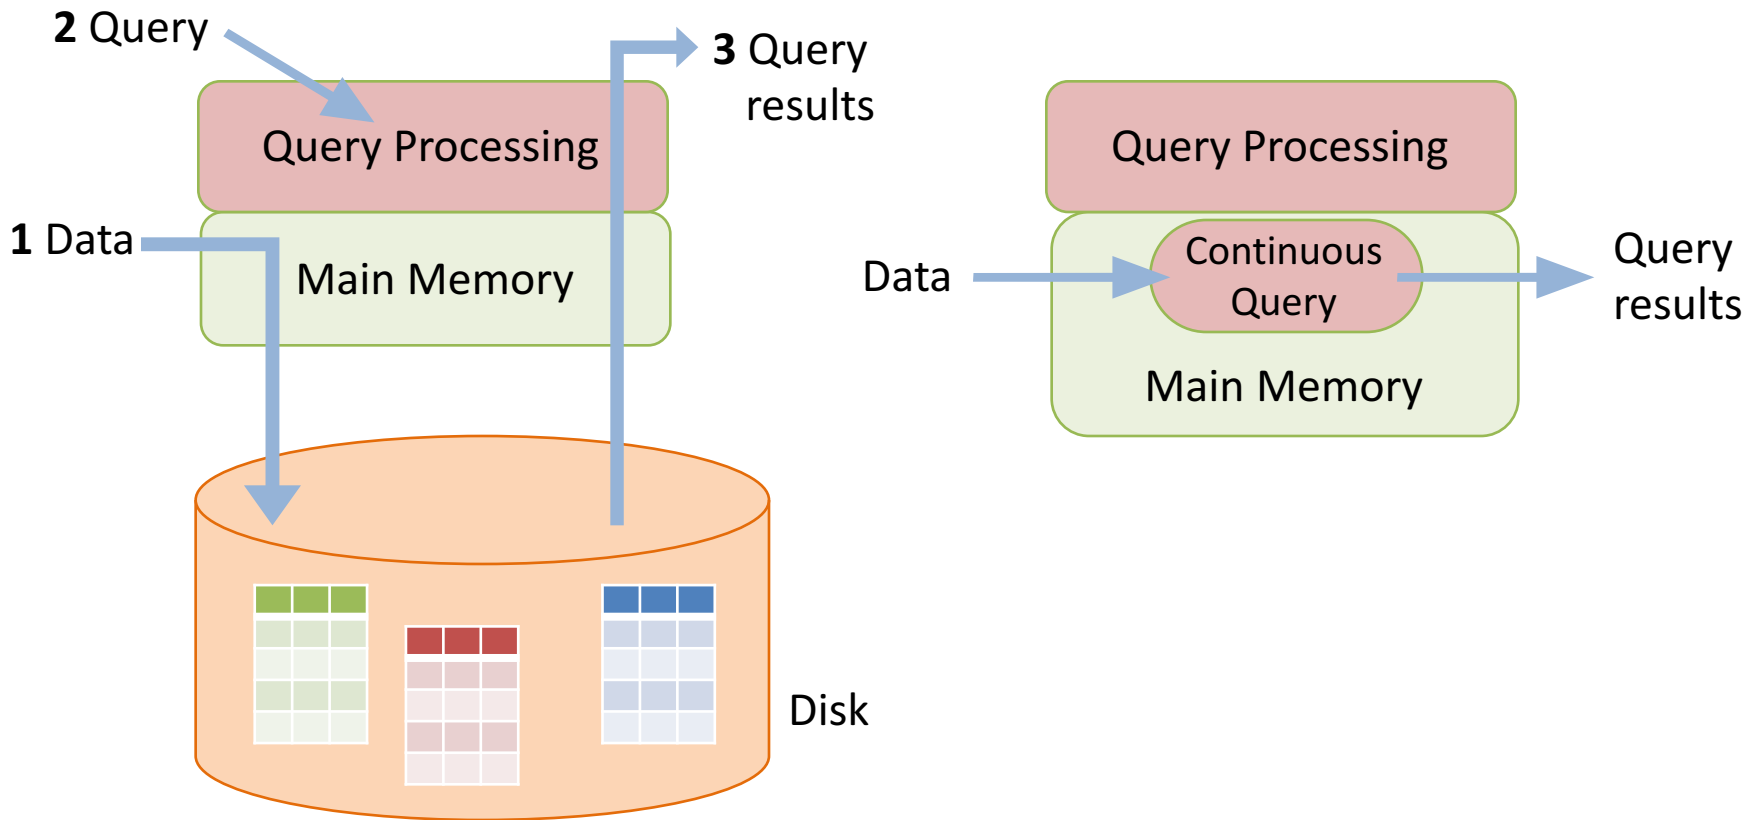 2 Query
3 Query
results
Query Processing
1 Data
Main Memory
Disk
Query Processing
Continuous
Query
Data
Query
results
Main Memory